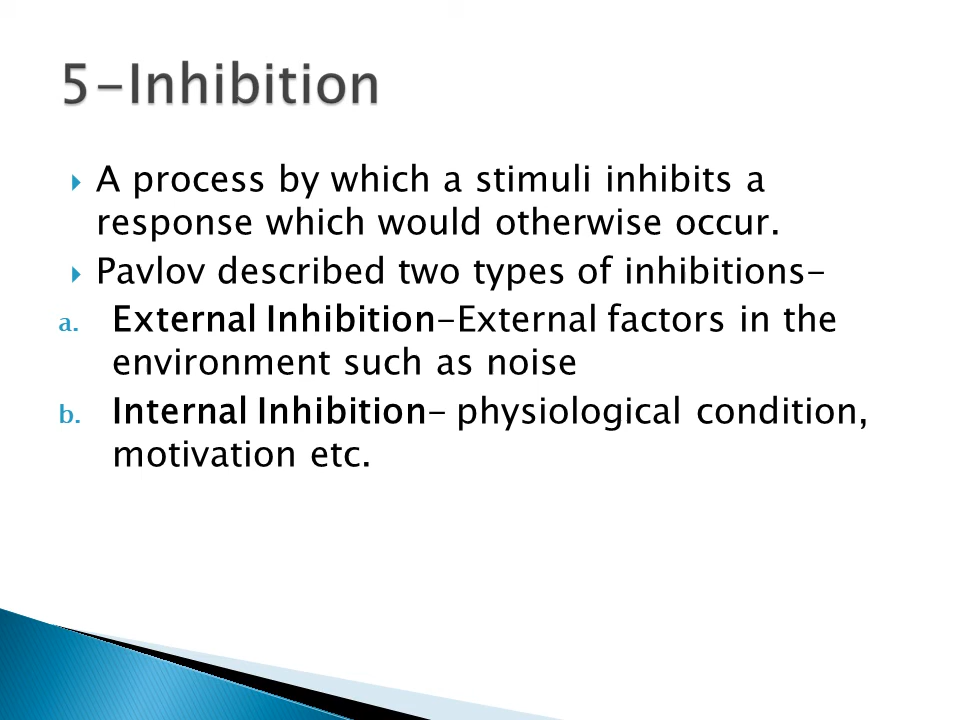 5-Inhibition
A process by which a stimuli inhibits a
response which would otherwise occur.
Pavlov described two types of inhibitions-
a. External Inhibition-External factors in the
environment such as noise
b. Internal Inhibition- physiological condition,
motivation etc.